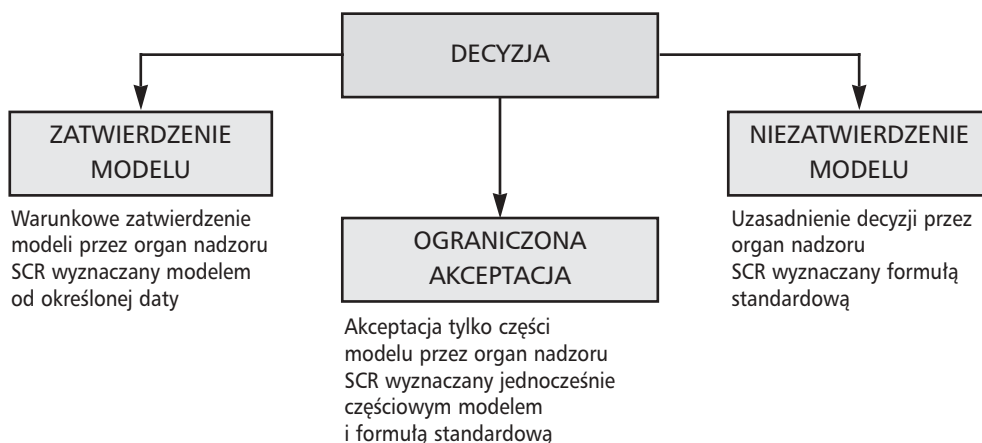 DECYZJA
ZATWIERDZENIE
MODELU
Warunkowe zatwierdzenie
modeli przez organ nadzoru
SCR wyznaczany modelem
od określonej daty
OGRANICZONA
AKCEPTACJA
Akceptacja tylko części
modelu przez organ nadzoru
SCR wyznaczany jednocześnie
częściowym modelem
i formułą standardową
NIEZATWIERDZENIE
MODELU
Uzasadnienie decyzji przez
organ nadzoru
SCR wyznaczany formułą
standardową